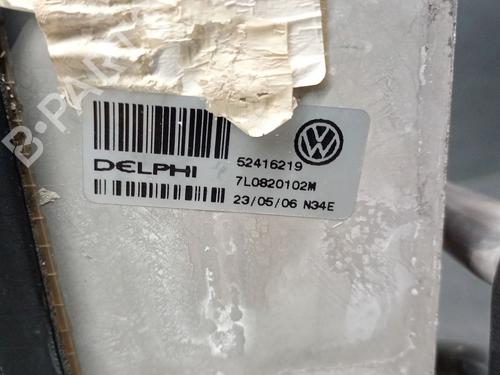 B-PARTS
52416219
DELPHI
7L0820102M
23/05/06 N34E